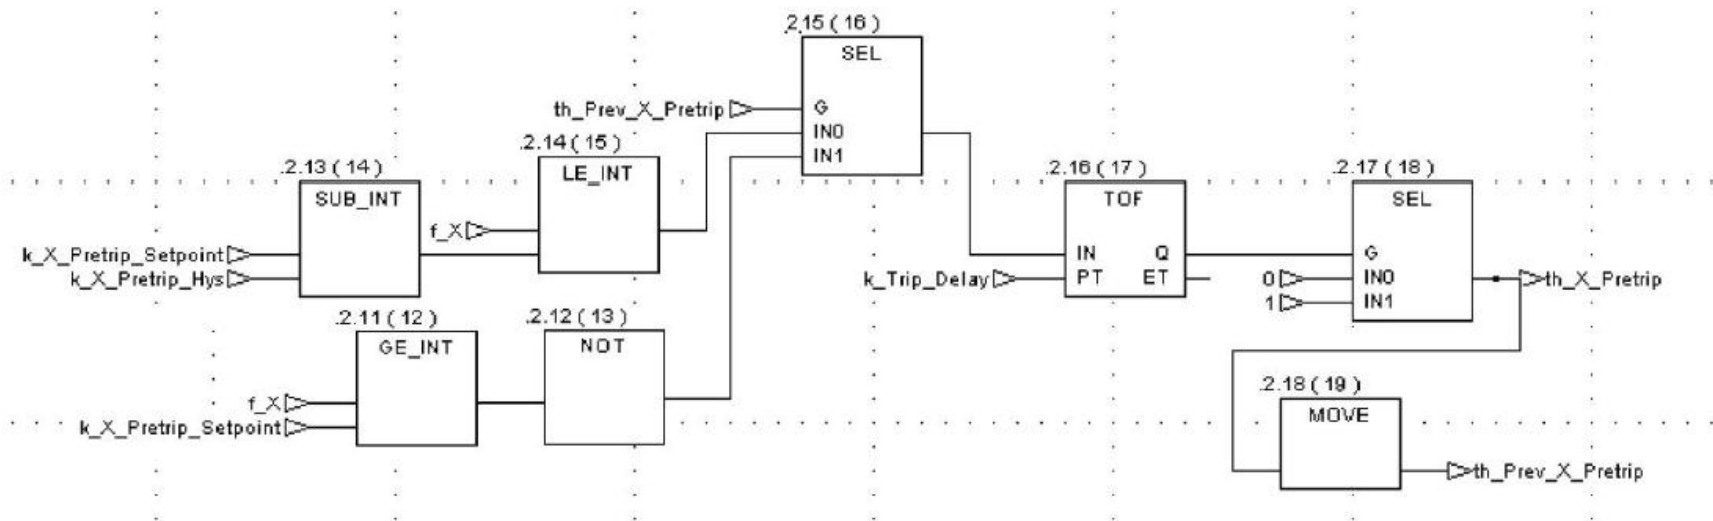 .2.15 ( 16 )
SEL
th_Prev_X_Pretrip
G
IN0
IN1
.2.14 ( 15 )
LE_INT
f_X
.2.13 ( 14 )
SUB_INT
k_X_Pretrip_Setpoint
k_X_Pretrip_Hys
.2.16 ( 17 )
TOF
IN Q
k_Trip_Delay
PT ET
.2.17 ( 18 )
SEL
G
0
IN0
1
IN1
th_X_Pretrip
.2.11 ( 12 )
GE_INT
f_X
k_X_Pretrip_Setpoint
.2.12 ( 13 )
NOT
.2.18 ( 19 )
MOVE
th_Prev_X_Pretrip